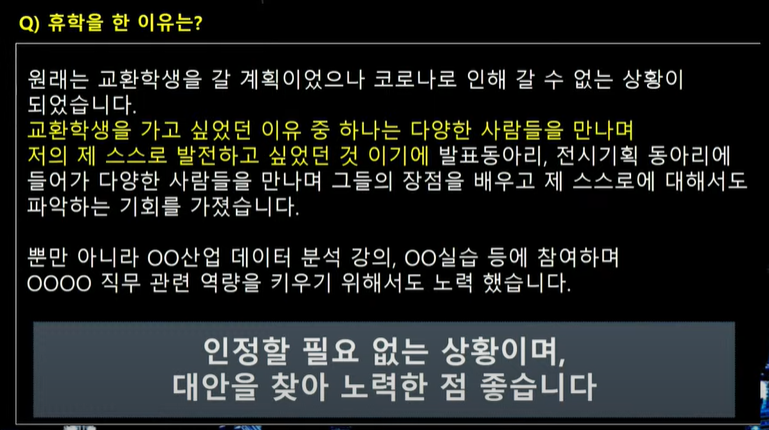 Q) 휴학을 한 이유는?
원래는 교환학생을 갈 계획이었으나 코로나로 인해 갈 수 없는 상황이
되었습니다.
교환학생을 가고 싶었던 이유 중 하나는 다양한 사람들을 만나며
저의 제 스스로 발전하고 싶었던 것 이기에 발표동아리, 전시기획 동아리에
들어가 다양한 사람들을 만나며 그들의 장점을 배우고 제 스스로에 대해서도
파악하는 기회를 가졌습니다.
뿐만 아니라 OO산업 데이터 분석 강의, OO실습 등에 참여하며
OOOO 직무 관련 역량을 키우기 위해서도 노력 했습니다.
인정할 필요 없는 상황이며,
대안을 찾아 노력한 점 좋습니다